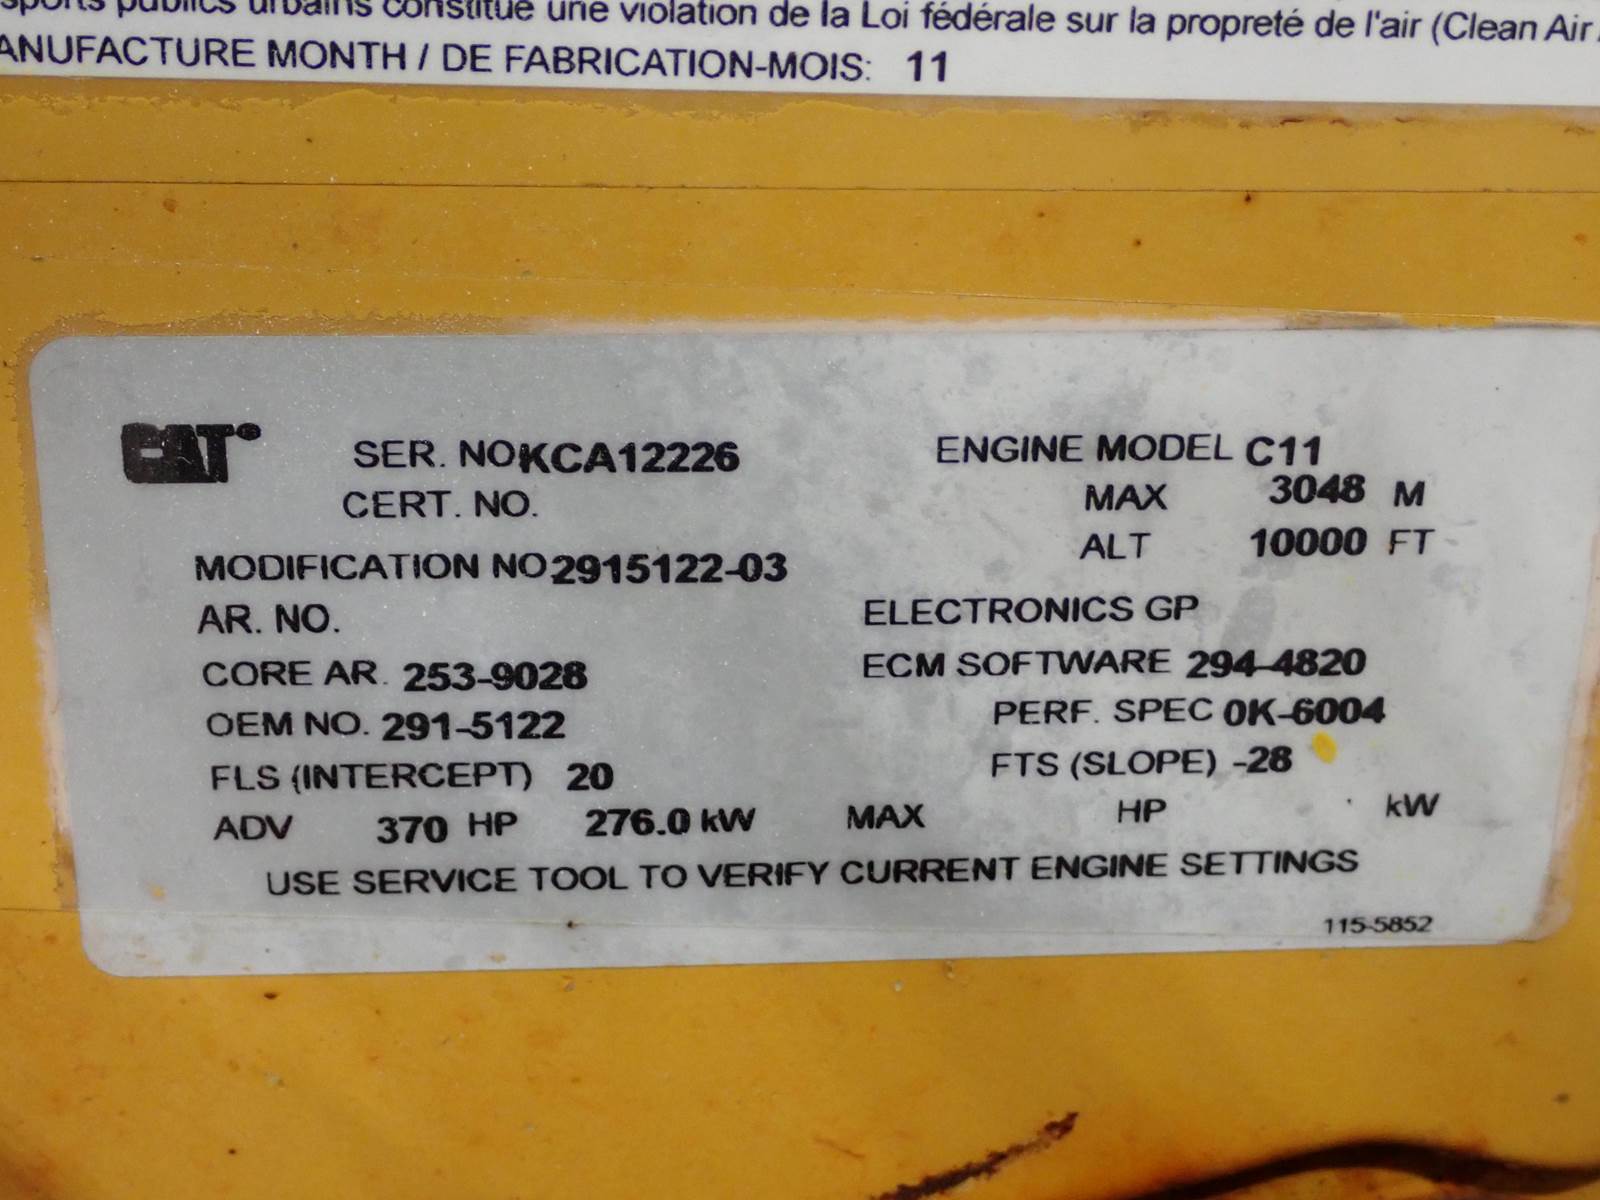 sports publics urbains constitue une violation de la Loi fédérale sur la propreté de l'air (Clean Air
ANUFACTURE MONTH / DE FABRICATION-MOIS: 11
CAT
SER. NO KCA12226
ENGINE MODEL C11
CERT. NO.
MAX 3048 M
MODIFICATION NO 2915122-03
ALT 10000 FT
AR. NO.
ELECTRONICS GP
CORE AR. 253-9028
ECM SOFTWARE 294-4820
OEM NO. 291-5122
PERF. SPEC 0K-6004
FLS (INTERCEPT) 20
FTS (SLOPE) -28
ADV 370 HP 276.0 kW MAX HP kW
USE SERVICE TOOL TO VERIFY CURRENT ENGINE SETTINGS
115-5852